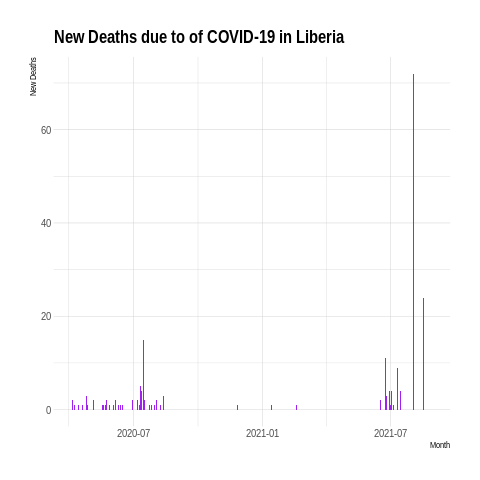 New Deaths due to of COVID-19 in Liberia
New Deaths
60
40
20
0
2020-07
2021-01
2021-07
Month